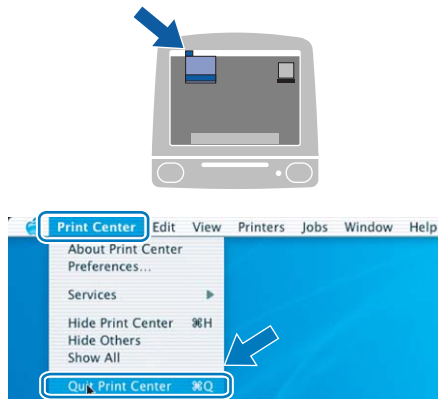 Print Center Edit View Printers Jobs Window Help
About Print Center
Preferences...
Services
Hide Print Center ⌘H
Hide Others
Show All
Quit Print Center ⌘Q